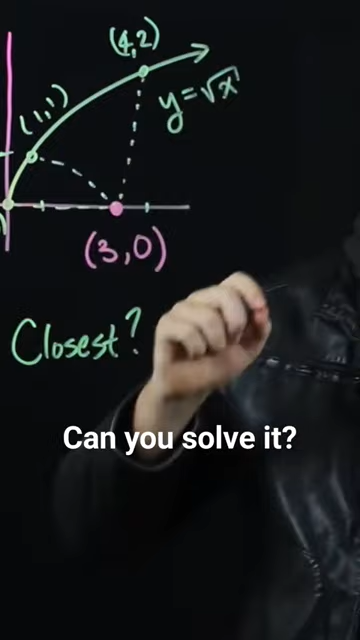 (4,2)
(1,1)
y=√x
)
(3,0)
Closest?
Can you solve it?